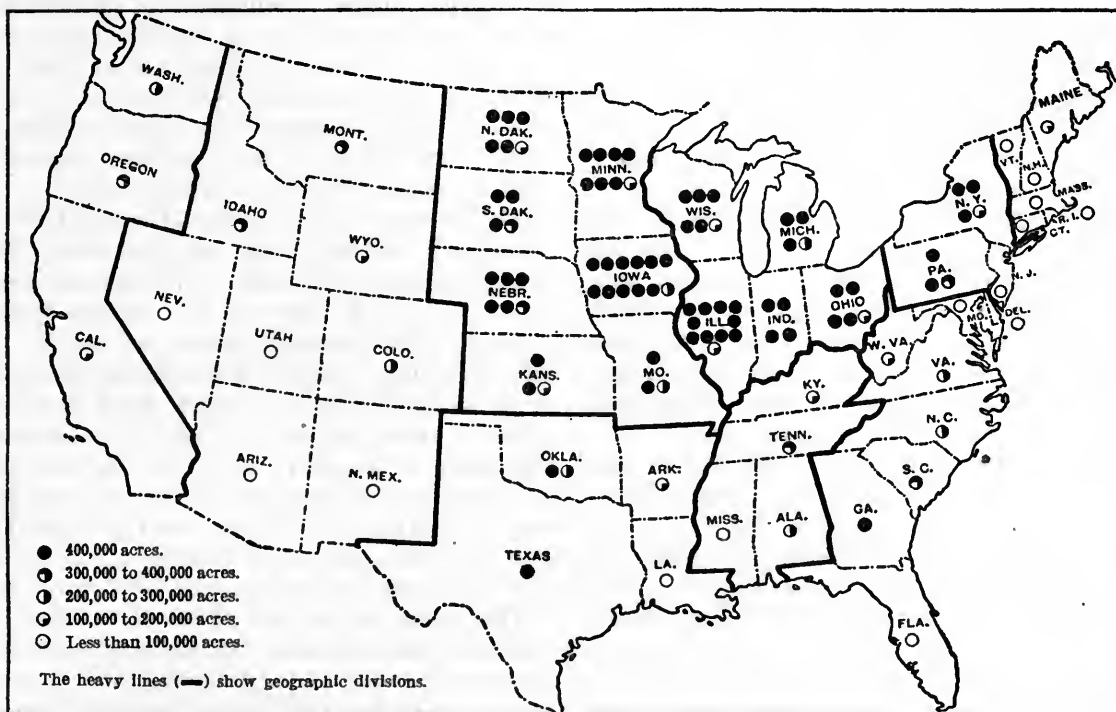 WASH.
MONT.
N. DAK.
MINN.
MAINE
VT.
N.H.
OREGON
IDAHO
S. DAK.
WIS.
MICH.
N. Y.
MASS.
R. I.
CT.
WYO.
IOWA
PA.
N. J.
NEV.
NEBR.
ILL.
IND.
OHIO
MD.
DEL.
CAL.
UTAH
COLO.
KANS.
MO.
W. VA.
VA.
KY.
N. C.
TENN.
ARIZ.
N. MEX.
OKLA.
ARK.
S. C.
MISS.
ALA.
GA.
TEXAS
LA.
FLA.
400,000 acres.
300,000 to 400,000 acres.
200,000 to 300,000 acres.
100,000 to 200,000 acres.
Less than 100,000 acres.
The heavy lines (—) show geographic divisions.